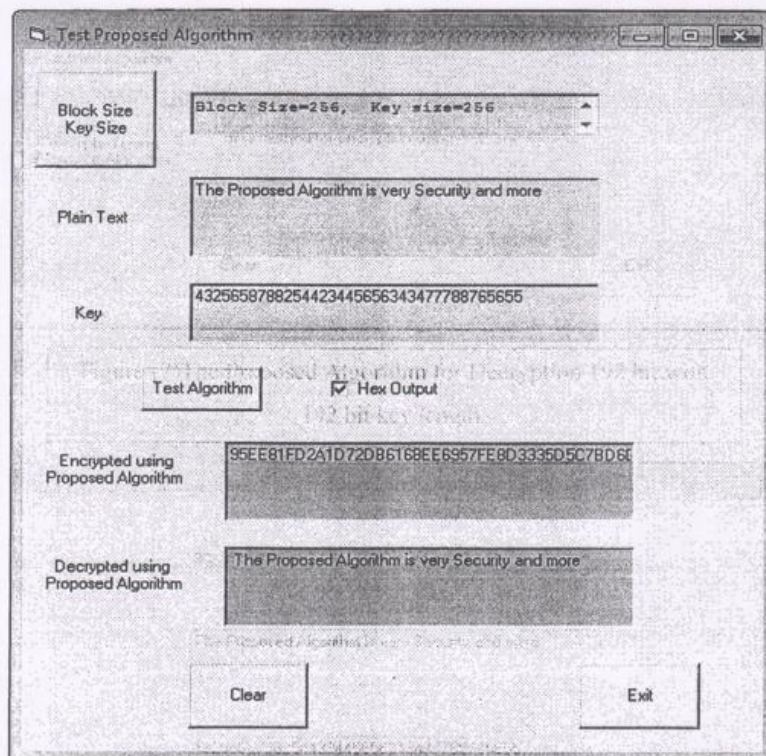 Test Proposed Algorithm
Block Size
Key Size
Block Size=256, Key size=256
Plain Text
The Proposed Algorithm is very Security and more
Key
4325658788254423445656343477788765655
Test Algorithm
Hex Output
Encrypted using
Proposed Algorithm
95EE81FD2A1D72DB616BEE6957FE8D3335D5C7BD6D
Decrypted using
Proposed Algorithm
The Proposed Algorithm is very Security and more
Clear
Exit